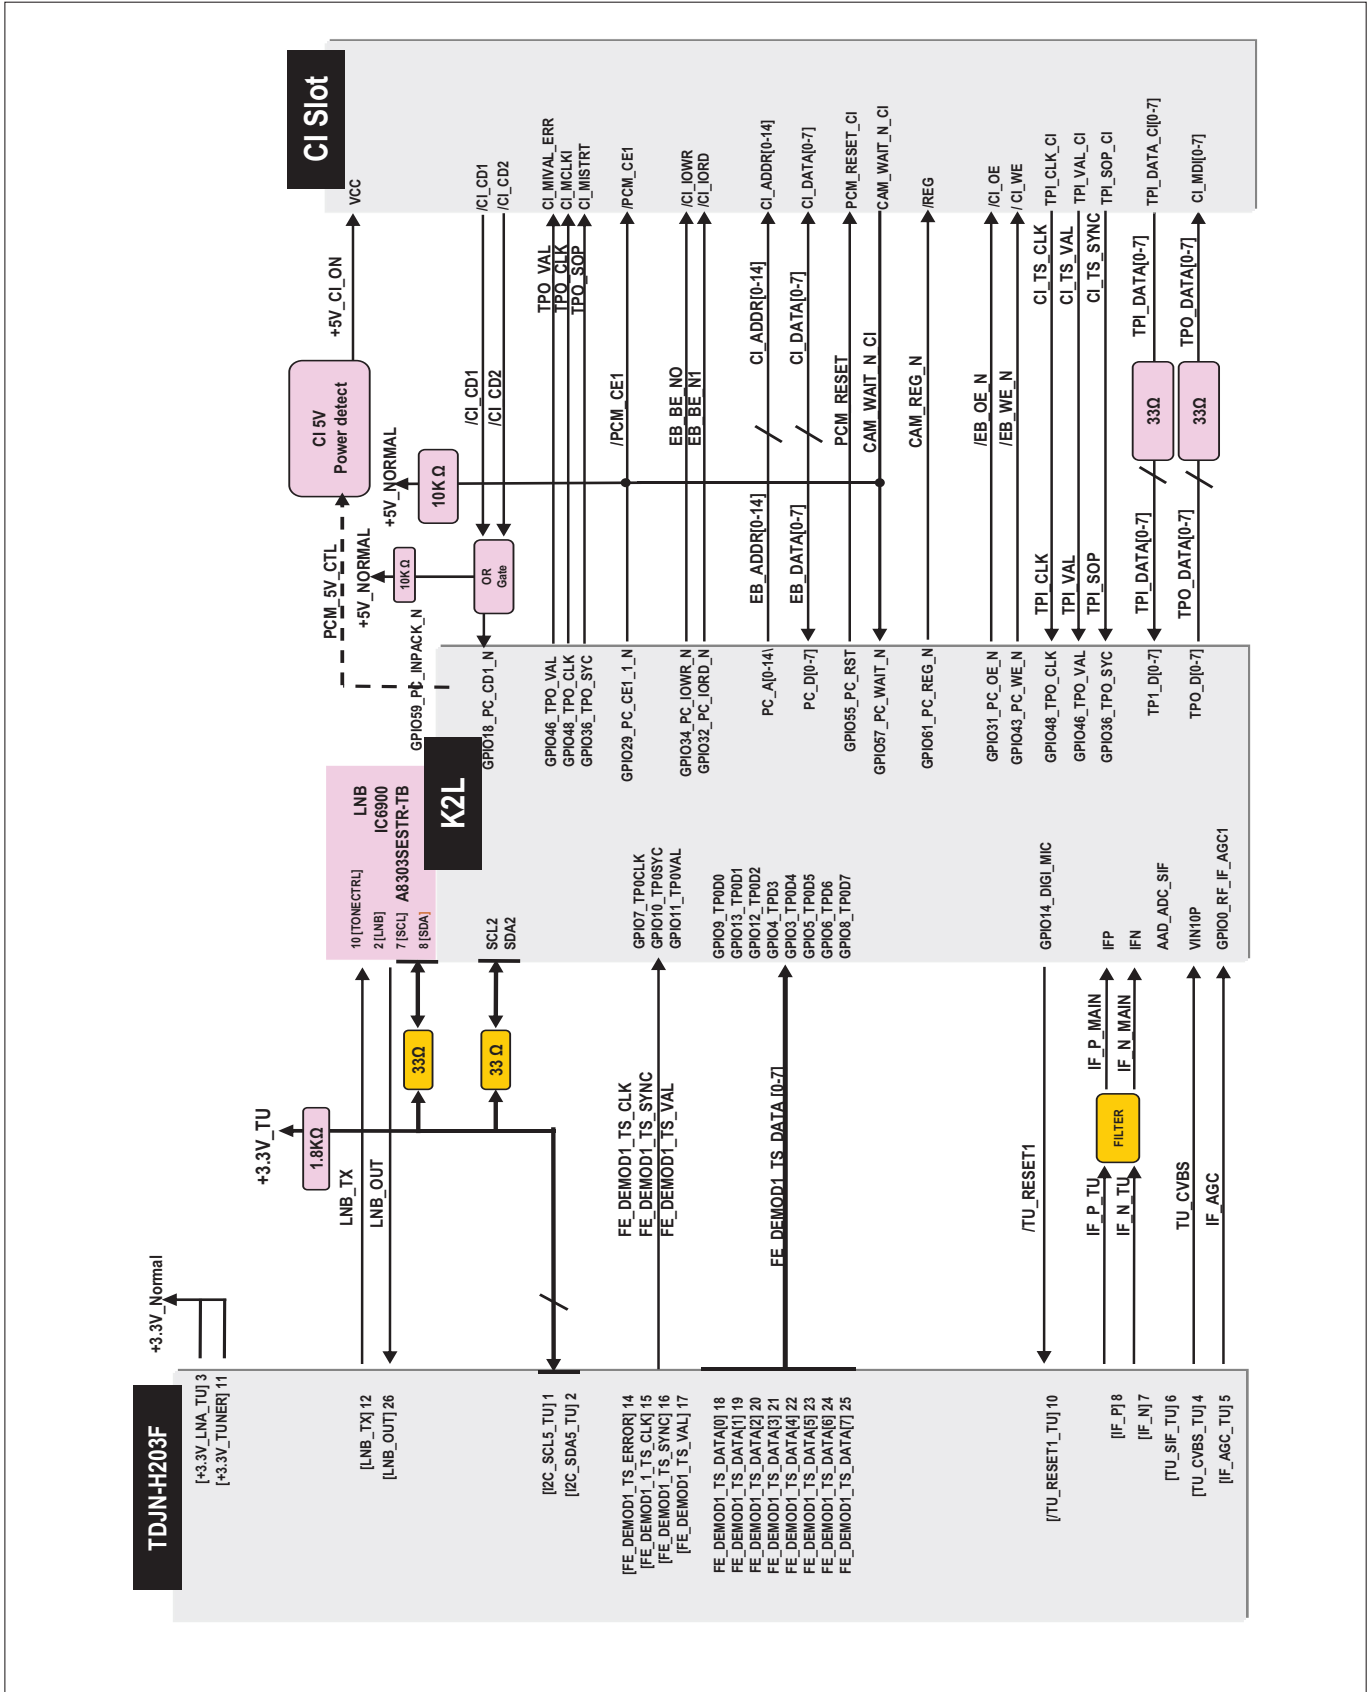 TDJN-H203F
[+3.3V_LNA_TU] 3
[+3.3V_TUNER] 11
[LNB_TX] 12
[LNB_OUT] 26
[I2C_SCL5_TU] 1
[I2C_SDA5_TU] 2
[FE_DEMOD1_TS_ERROR] 14
[FE_DEMOD1_1_TS_CLK] 15
[FE_DEMOD1_TS_SYNC] 16
[FE_DEMOD1_TS_VAL] 17
FE_DEMOD1_TS_DATA[0] 18
FE_DEMOD1_TS_DATA[1] 19
FE_DEMOD1_TS_DATA[2] 20
FE_DEMOD1_TS_DATA[3] 21
FE_DEMOD1_TS_DATA[4] 22
FE_DEMOD1_TS_DATA[5] 23
FE_DEMOD1_TS_DATA[6] 24
FE_DEMOD1_TS_DATA[7] 25
[/TU_RESET1_TU] 10
[IF_P] 8
[IF_N] 7
[TU_SIF_TU] 6
[TU_CVBS_TU] 4
[IF_AGC_TU] 5
+3.3V_Normal
+3.3V_TU
1.8KΩ
LNB_TX
LNB_OUT
33Ω
33 Ω
FE_DEMOD1_TS_CLK
FE_DEMOD1_TS_SYNC
FE_DEMOD1_TS_VAL
FE_DEMOD1_TS_DATA [0-7]
/TU_RESET1
IF_P_TU
IF_N_TU
FILTER
IF_P_MAIN
IF_N_MAIN
TU_CVBS
IF_AGC
10 [TONECTRL]
2 [LNB]
7 [SCL]
8 [SDA]
LNB
IC6900
A8303SESTR-TB
K2L
SCL2
SDA2
GPIO7_TP0CLK
GPIO10_TP0SYC
GPIO11_TP0VAL
GPIO9_TP0D0
GPIO13_TP0D1
GPIO12_TP0D2
GPIO4_TPD3
GPIO3_TP0D4
GPIO5_TP0D5
GPIO6_TPD6
GPIO8_TP0D7
GPIO14_DIGI_MIC
IFP
IFN
AAD_ADC_SIF
VIN10P
GPIO0_RF_IF_AGC1
GPIO59_PC_INPACK_N
GPIO18_PC_CD1_N
GPIO46_TPO_VAL
GPIO48_TPO_CLK
GPIO36_TPO_SYC
GPIO29_PC_CE1_1_N
GPIO34_PC_IOWR_N
GPIO32_PC_IORD_N
PC_A[0-14\
PC_D[0-7]
GPIO55_PC_RST
GPIO57_PC_WAIT_N
GPIO61_PC_REG_N
GPIO31_PC_OE_N
GPIO43_PC_WE_N
GPIO48_TPO_CLK
GPIO46_TPO_VAL
GPIO36_TPO_SYC
TP1_D[0-7]
TPO_D[0-7]
PCM_5V_CTL
+5V_NORMAL
10K Ω
OR
Gate
+5V_NORMAL
10K Ω
CI 5V
Power detect
+5V_CI_ON
/CI_CD1
/CI_CD2
TPO_VAL
TPO_CLK
TPO_SOP
/PCM_CE1
EB_BE_NO
EB_BE_N1
EB_ADDR[0-14]
CI_ADDR[0-14]
EB_DATA[0-7]
CI_DATA[0-7]
PCM_RESET
CAM_WAIT_N_CI
CAM_REG_N
/EB_OE_N
/EB_WE_N
TPI_CLK
CI_TS_CLK
TPI_VAL
CI_TS_VAL
TPI_SOP
CI_TS_SYNC
TPI_DATA[0-7]
33Ω
TPI_DATA[0-7]
TPO_DATA[0-7]
33Ω
TPO_DATA[0-7]
CI Slot
VCC
/CI_CD1
/CI_CD2
CI_MIVAL_ERR
CI_MCLKI
CI_MISTRT
/PCM_CE1
/CI_IOWR
/CI_IORD
CI_ADDR[0-14]
CI_DATA[0-7]
PCM_RESET_CI
CAM_WAIT_N_CI
/REG
/CI_OE
/ CI_WE
TPI_CLK_CI
TPI_VAL_CI
TPI_SOP_CI
TPI_DATA_CI[0-7]
CI_MDI[0-7]